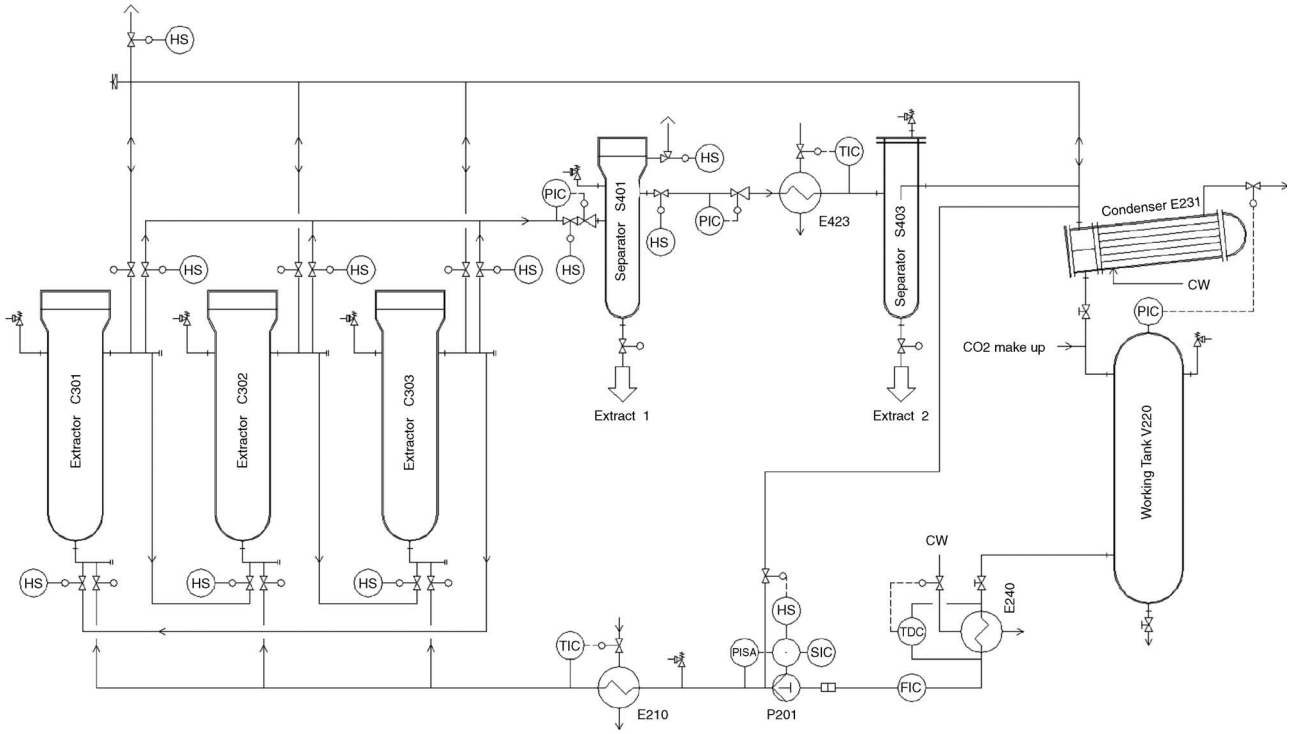 HS
HS
TIC
PIC
Separator S401
HS
PIC
E423
Separator S403
Condenser E231
HS
HS
HS
HS
HS
CW
PIC
CO2 make up
Extractor C301
Extractor C302
Extractor C303
Extract 1
Extract 2
Working Tank V220
CW
HS
HS
HS
HS
E240
TIC
PISA
SIC
TDC
FIC
E210
P201